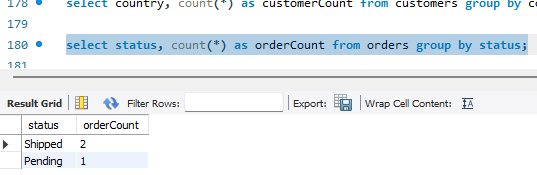 178
select country, count(*) as customerCount from customers group by
179
180
select status, count(*) as orderCount from orders group by status;
181
Result Grid
Filter Rows:
Export:
Wrap Cell Content:
status orderCount
Shipped 2
Pending 1